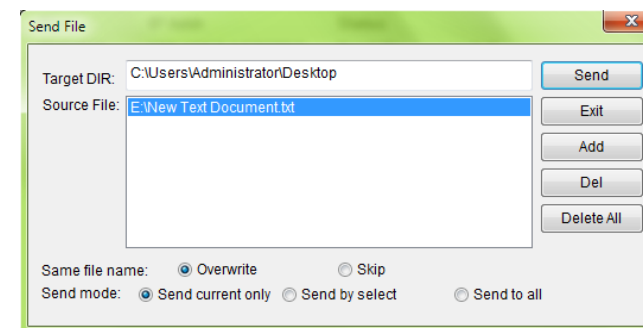 Send File
Target DIR: C:\Users\Administrator\Desktop Send
Source File: E:\New Text Document.txt Exit
Add
Del
Delete All
Same file name: Overwrite Skip
Send mode: Send current only Send by select Send to all